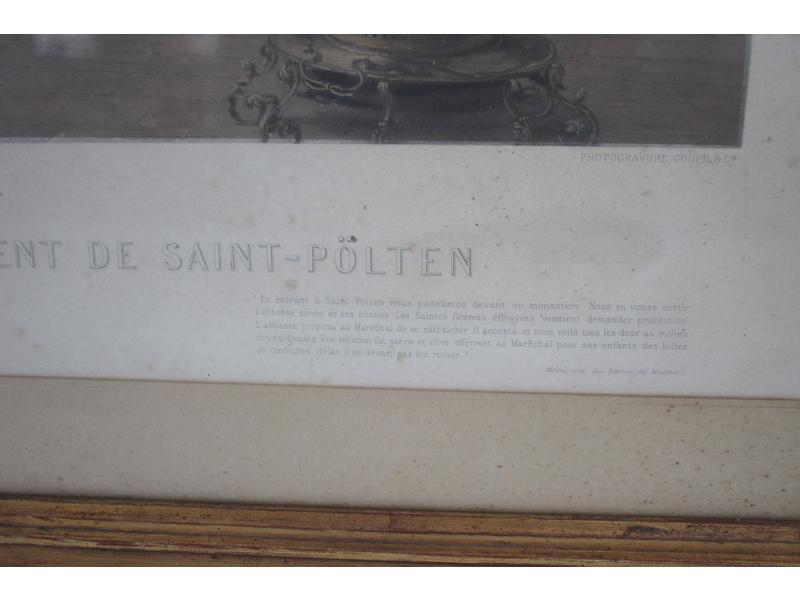 PHOTOGRAVURE GOUPIL & Cie
ENT DE SAINT-PÖLTEN
" En entrant à Saint-Pölten nous passâmes devant un monastère. Nous en vîmes sortir
l'abbesse suivie de ses nonnes. Les Saintes femmes effrayées venaient demander protection.
L'abbesse proposa au Maréchal de se rafraîchir. Il accepta et nous voilà tous les deux au milieu
des religieuses. Une collation fut servie et elles offrirent au Maréchal pour ses enfants des boîtes
de confitures. Hélas, il ne devait pas les revoir. "
( Mémoires du Baron de Marbot )